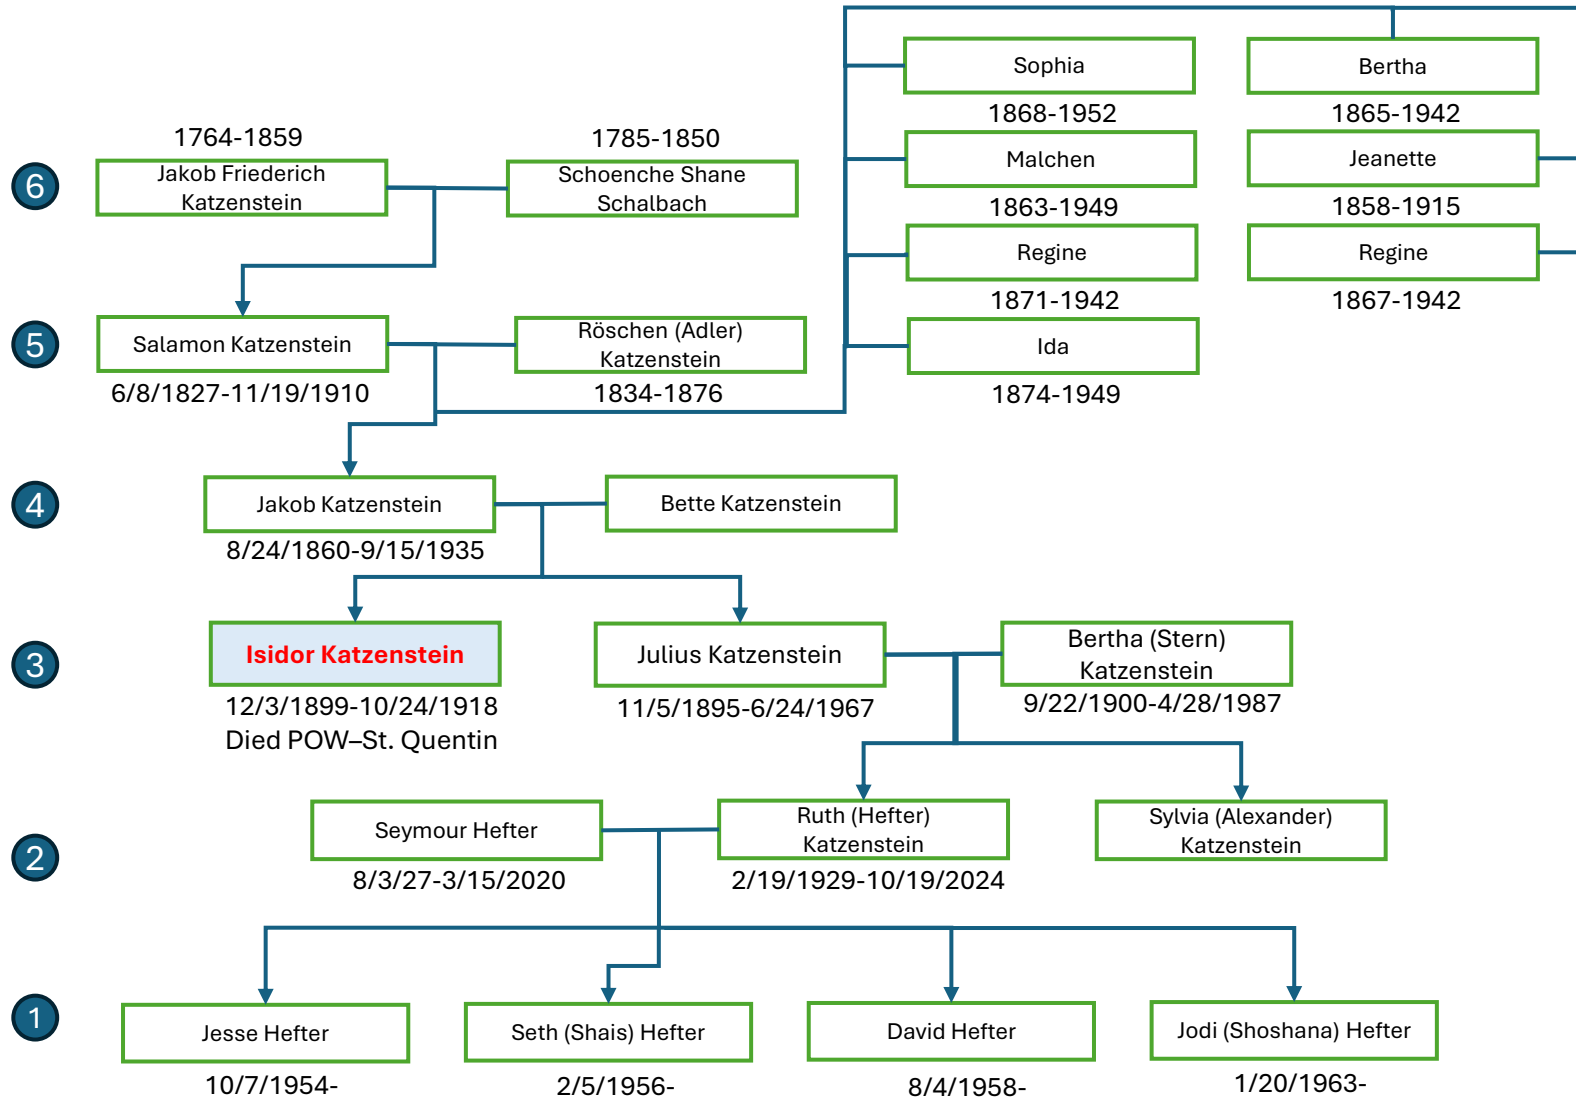 Sophia
1868-1952
Bertha
1865-1942
1764-1859
1785-1850
6
Jakob Friederich
Katzenstein
Schoenche Shane
Schalbach
Malchen
1863-1949
Jeanette
1858-1915
Regine
1871-1942
Regine
1867-1942
5
Salamon Katzenstein
6/8/1827-11/19/1910
Röschen (Adler)
Katzenstein
1834-1876
Ida
1874-1949
4
Jakob Katzenstein
8/24/1860-9/15/1935
Bette Katzenstein
3
Isidor Katzenstein
12/3/1899-10/24/1918
Died POW–St. Quentin
Julius Katzenstein
11/5/1895-6/24/1967
Bertha (Stern)
Katzenstein
9/22/1900-4/28/1987
2
Seymour Hefter
8/3/27-3/15/2020
Ruth (Hefter)
Katzenstein
2/19/1929-10/19/2024
Sylvia (Alexander)
Katzenstein
1
Jesse Hefter
10/7/1954-
Seth (Shais) Hefter
2/5/1956-
David Hefter
8/4/1958-
Jodi (Shoshana) Hefter
1/20/1963-